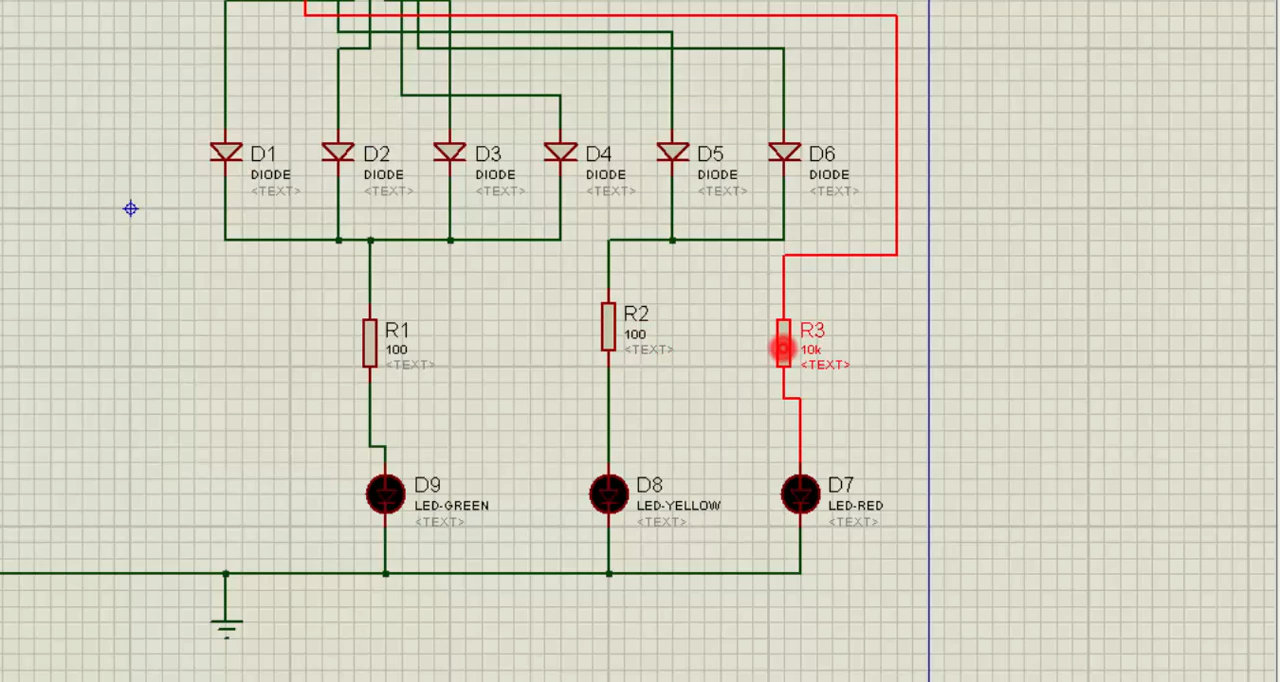 D1
DIODE
<TEXT>
D2
DIODE
<TEXT>
D3
DIODE
<TEXT>
D4
DIODE
<TEXT>
D5
DIODE
<TEXT>
D6
DIODE
<TEXT>
R1
100
<TEXT>
R2
100
<TEXT>
R3
10k
<TEXT>
D9
LED-GREEN
<TEXT>
D8
LED-YELLOW
<TEXT>
D7
LED-RED
<TEXT>